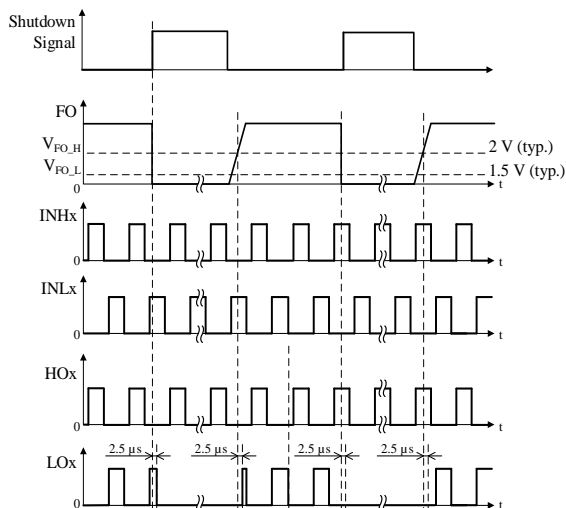 Shutdown
Signal
t
FO
V_FO_H
2 V (typ.)
V_FO_L
1.5 V (typ.)
0
t
INHx
0
t
INLx
0
t
HOx
0
t
2.5 µs 2.5 µs 2.5 µs 2.5 µs
LOx
0
t